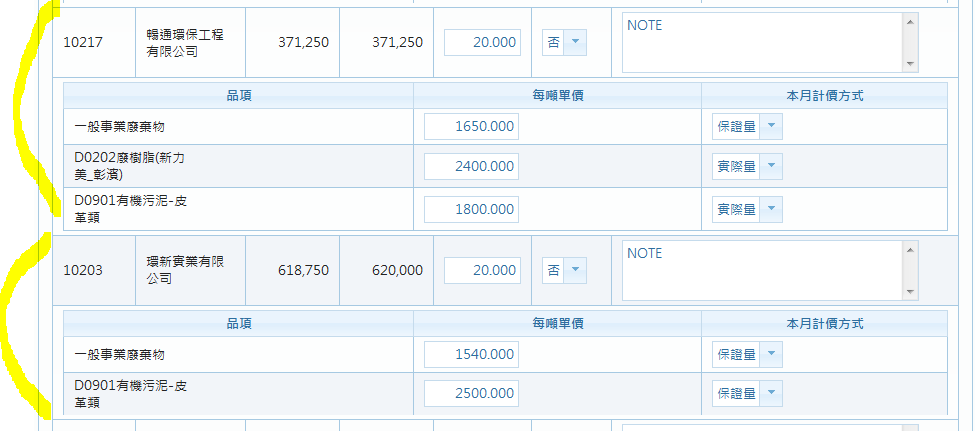 10217 暢通環保工程 371,250 371,250 20.000 否 NOTE
有限公司
品項 每噸單價 本月計價方式
一般事業廢棄物 1650.000 保證量
D0202廢樹脂(新力 2400.000 實際量
美_彰濱)
D0901有機污泥-皮 1800.000 實際量
革類
10203 環新實業有限 618,750 620,000 20.000 否 NOTE
公司
品項 每噸單價 本月計價方式
一般事業廢棄物 1540.000 保證量
D0901有機污泥-皮 2500.000 保證量
革類